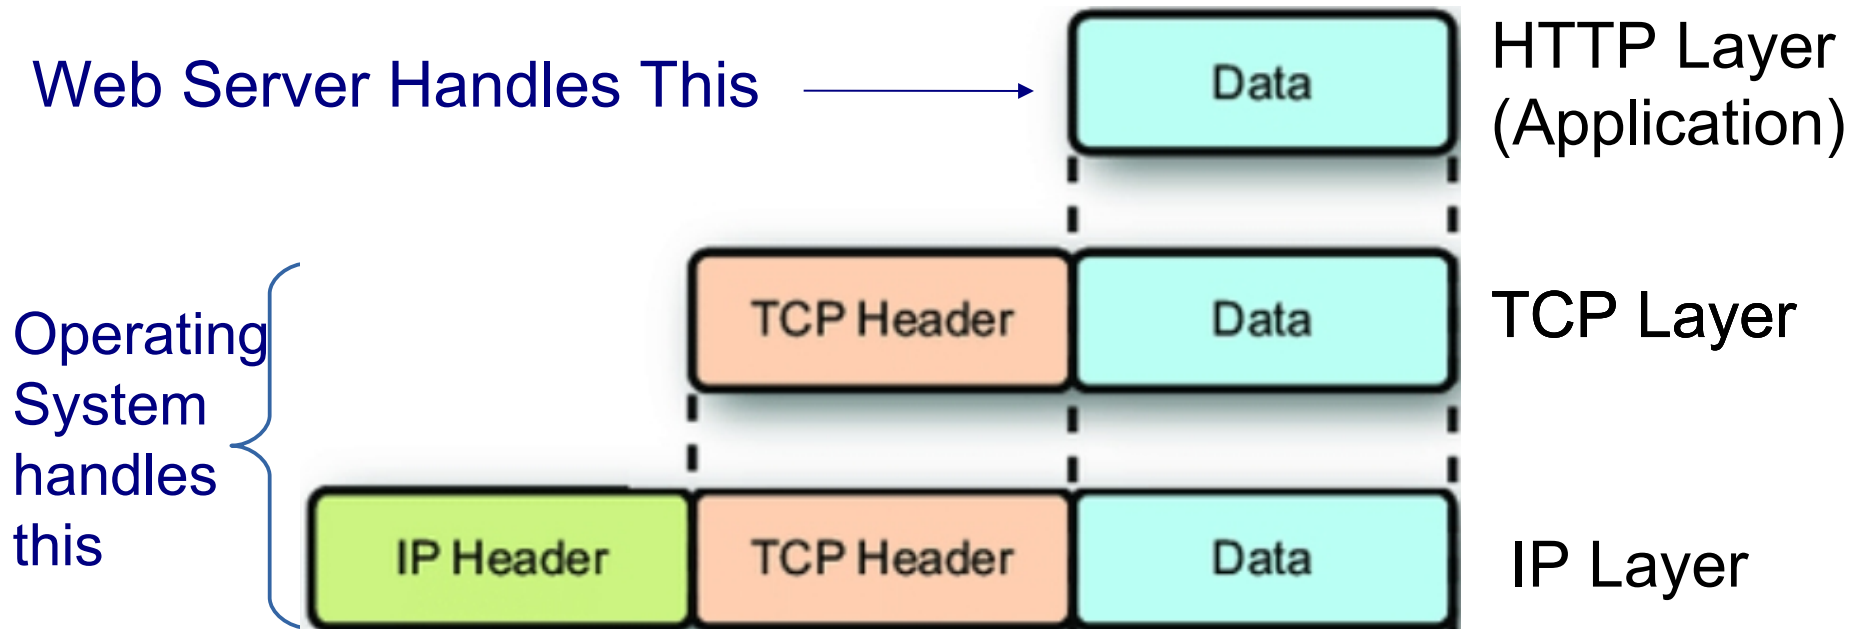 Web Server Handles This
Data
HTTP Layer
(Application)
Operating
System
handles
this
TCP Header
Data
TCP Layer
IP Header
TCP Header
Data
IP Layer